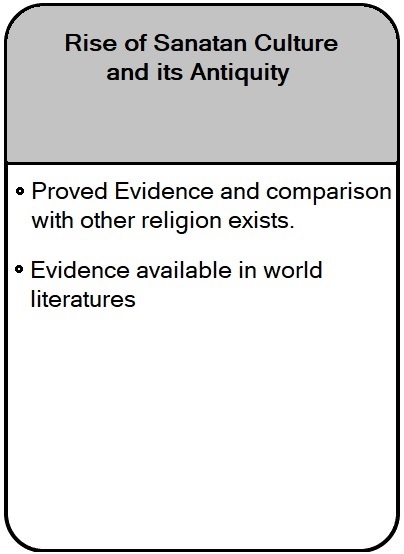 Rise of Sanatan Culture
and its Antiquity
Proved Evidence and comparison
with other religion exists.
Evidence available in world
literatures